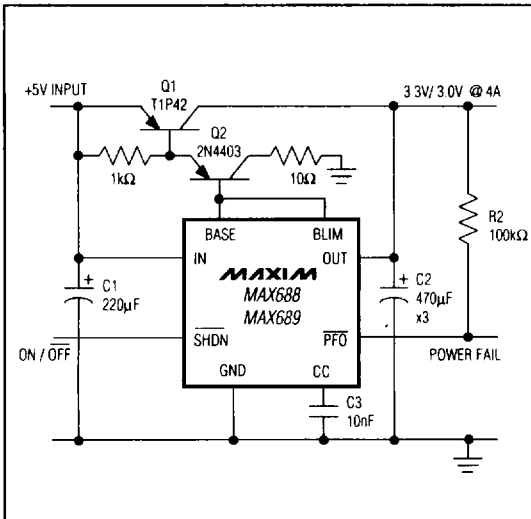 Q1
+5V INPUT
T1P42
3.3V/ 3.0V @ 4A
Q2
2N4403
1kΩ
10Ω
R2
100kΩ
BASE
BLIM
IN
OUT
MAXIM
MAX688
MAX689
+
C1
220µF
+
C2
470µF
x3
SHDN
PFO
ON / OFF
POWER FAIL
GND
CC
C3
10nF